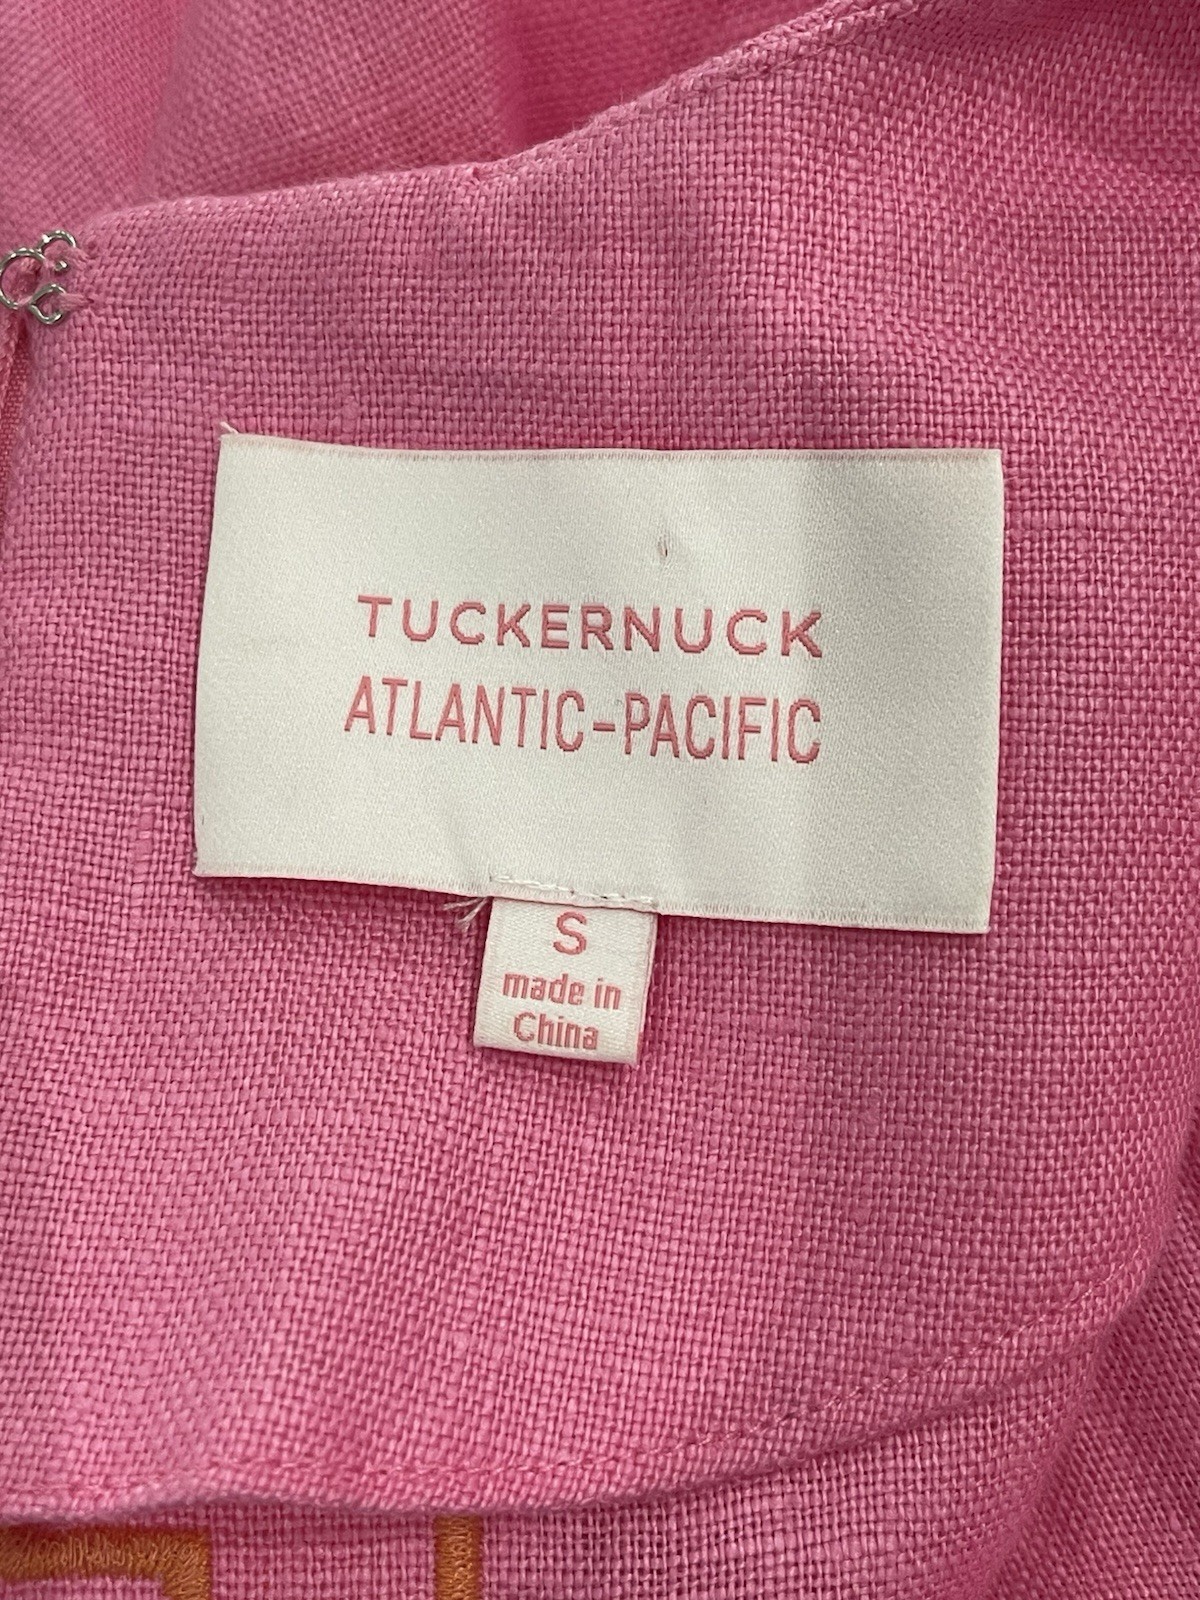 TUCKERNUCK
ATLANTIC-PACIFIC
S
made in
China